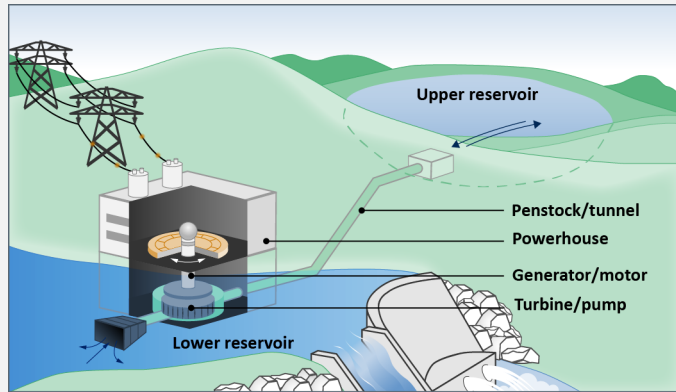 Upper reservoir
Penstock/tunnel
Powerhouse
Generator/motor
Turbine/pump
Lower reservoir